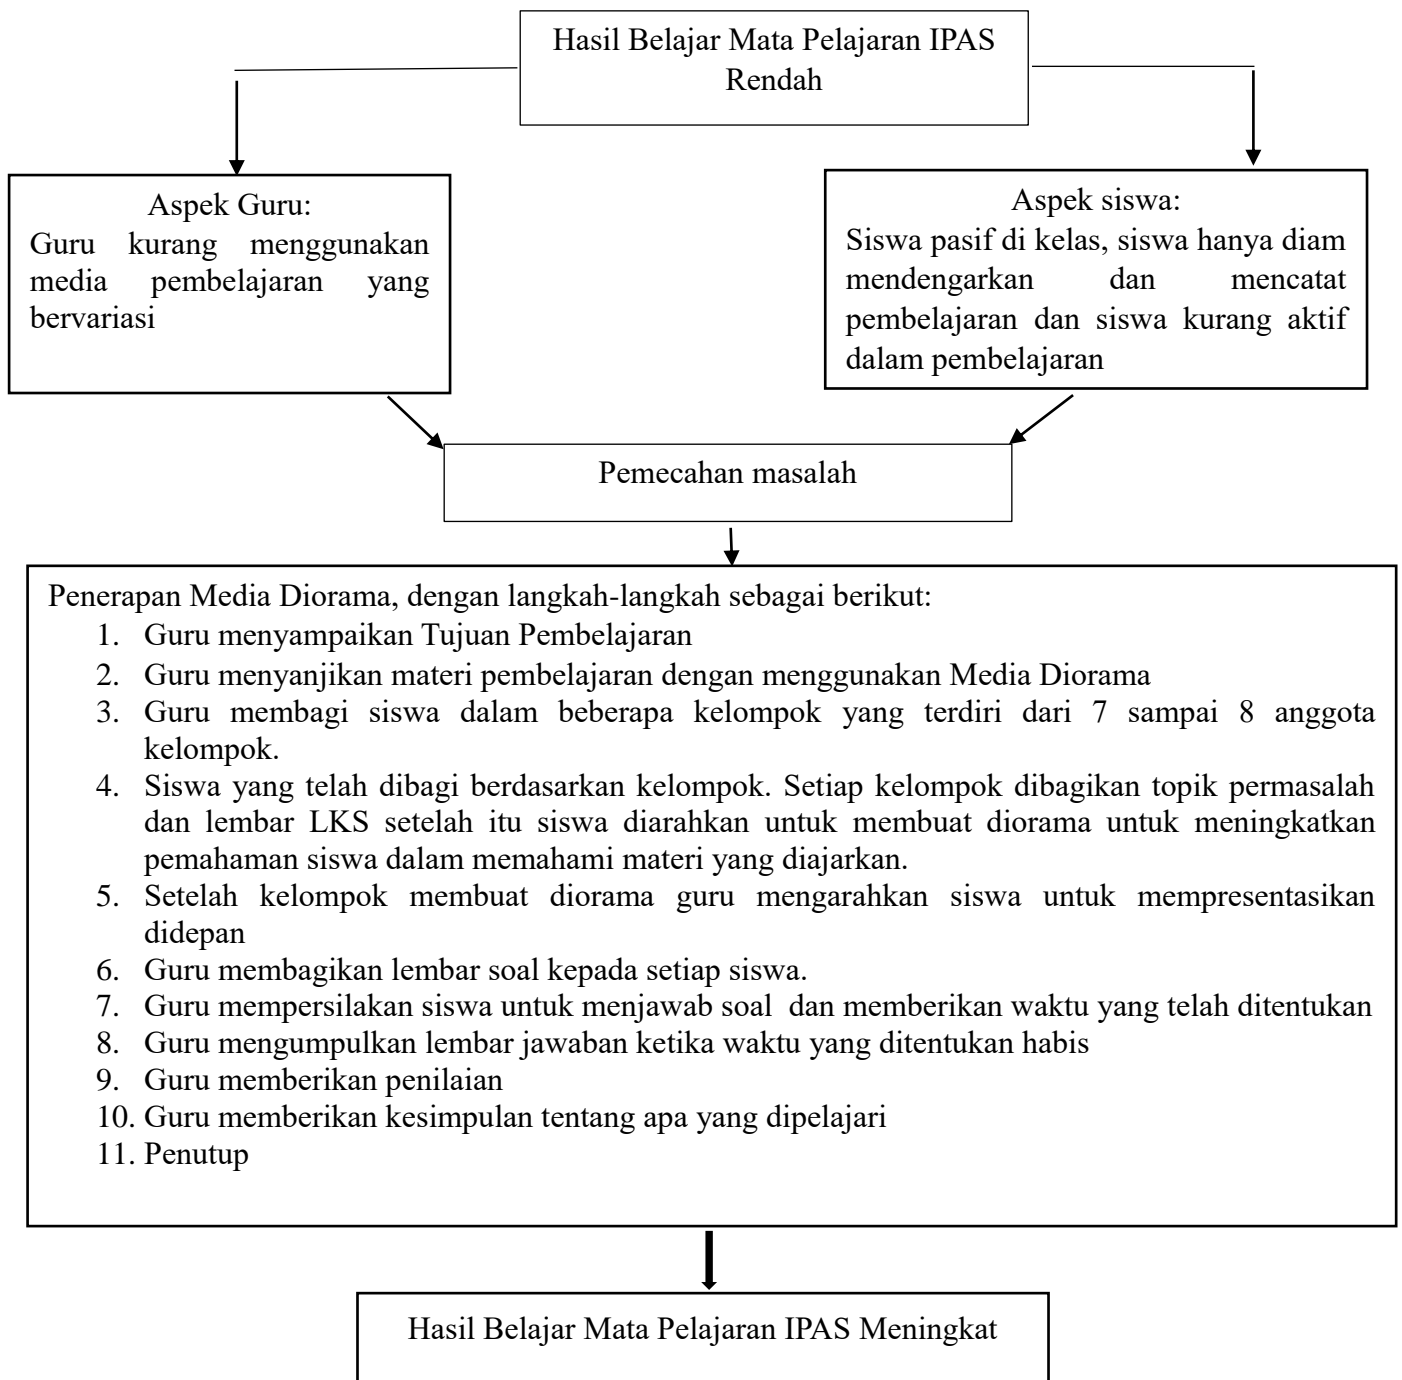 Hasil Belajar Mata Pelajaran IPAS
Rendah
Aspek Guru:
Guru kurang menggunakan
media pembelajaran yang
bervariasi
Aspek siswa:
Siswa pasif di kelas, siswa hanya diam
mendengarkan dan mencatat
pembelajaran dan siswa kurang aktif
dalam pembelajaran
Pemecahan masalah
Penerapan Media Diorama, dengan langkah-langkah sebagai berikut:
1. Guru menyampaikan Tujuan Pembelajaran
2. Guru menyanjikan materi pembelajaran dengan menggunakan Media Diorama
3. Guru membagi siswa dalam beberapa kelompok yang terdiri dari 7 sampai 8 anggota
kelompok.
4. Siswa yang telah dibagi berdasarkan kelompok. Setiap kelompok dibagikan topik permasalah
dan lembar LKS setelah itu siswa diarahkan untuk membuat diorama untuk meningkatkan
pemahaman siswa dalam memahami materi yang diajarkan.
5. Setelah kelompok membuat diorama guru mengarahkan siswa untuk mempresentasikan
didepan
6. Guru membagikan lembar soal kepada setiap siswa.
7. Guru mempersilakan siswa untuk menjawab soal  dan memberikan waktu yang telah ditentukan
8. Guru mengumpulkan lembar jawaban ketika waktu yang ditentukan habis
9. Guru memberikan penilaian
10. Guru memberikan kesimpulan tentang apa yang dipelajari
11. Penutup
Hasil Belajar Mata Pelajaran IPAS Meningkat